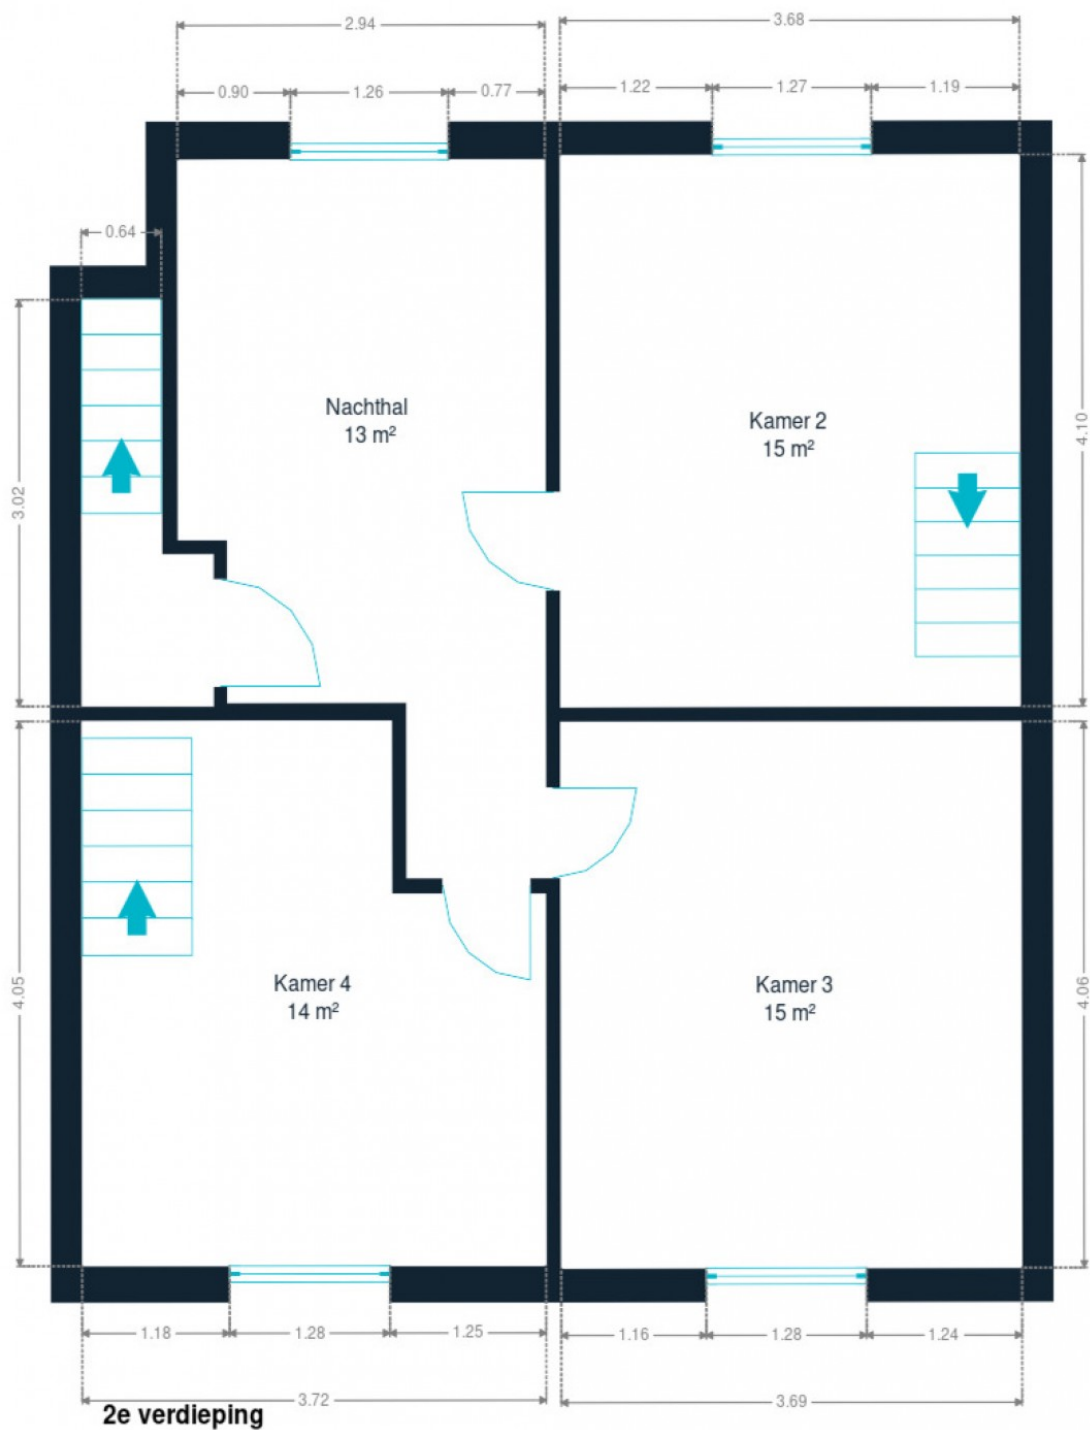 2.94
3.68
0.90
1.26
0.77
1.22
1.27
1.19
0.64
Nachthal
13 m²
Kamer 2
15 m²
4.10
3.02
Kamer 4
14 m²
Kamer 3
15 m²
4.05
4.06
1.18
1.28
1.25
1.16
1.28
1.24
3.72
3.69
2e verdieping